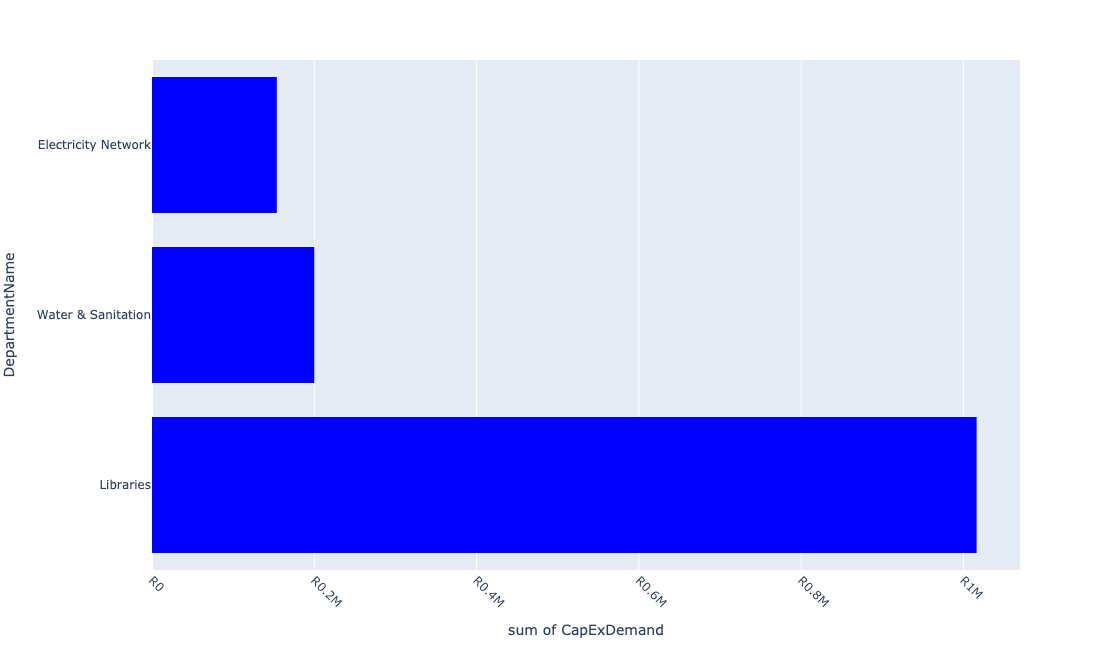 DepartmentName
Electricity Network
Water & Sanitation
Libraries
R0
R0.2M
R0.4M
R0.6M
R0.8M
R1M
sum of CapExDemand